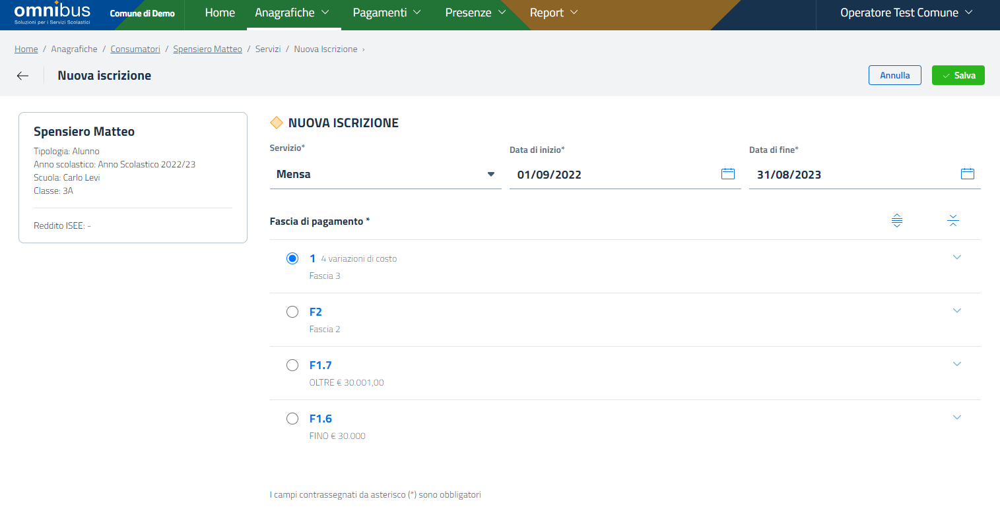 omnibus
Soluzioni per i Servizi Scolastici
Comune di Demo
Home
Anagrafiche
Pagamenti
Presenze
Report
Operatore Test Comune
Home / Anagrafiche / Consumatori / Spensiero Matteo / Servizi / Nuova Iscrizione ›
Nuova iscrizione
Annulla
Salva
Spensiero Matteo
Tipologia: Alunno
Anno scolastico: Anno Scolastico 2022/23
Scuola: Carlo Levi
Classe: 3A
Reddito ISEE: -
NUOVA ISCRIZIONE
Servizio*
Mensa
Data di inizio*
01/09/2022
Data di fine*
31/08/2023
Fascia di pagamento *
1 4 variazioni di costo
Fascia 3
F2
Fascia 2
F1.7
OLTRE € 30.001,00
F1.6
FINO € 30.000
I campi contrassegnati da asterisco (*) sono obbligatori